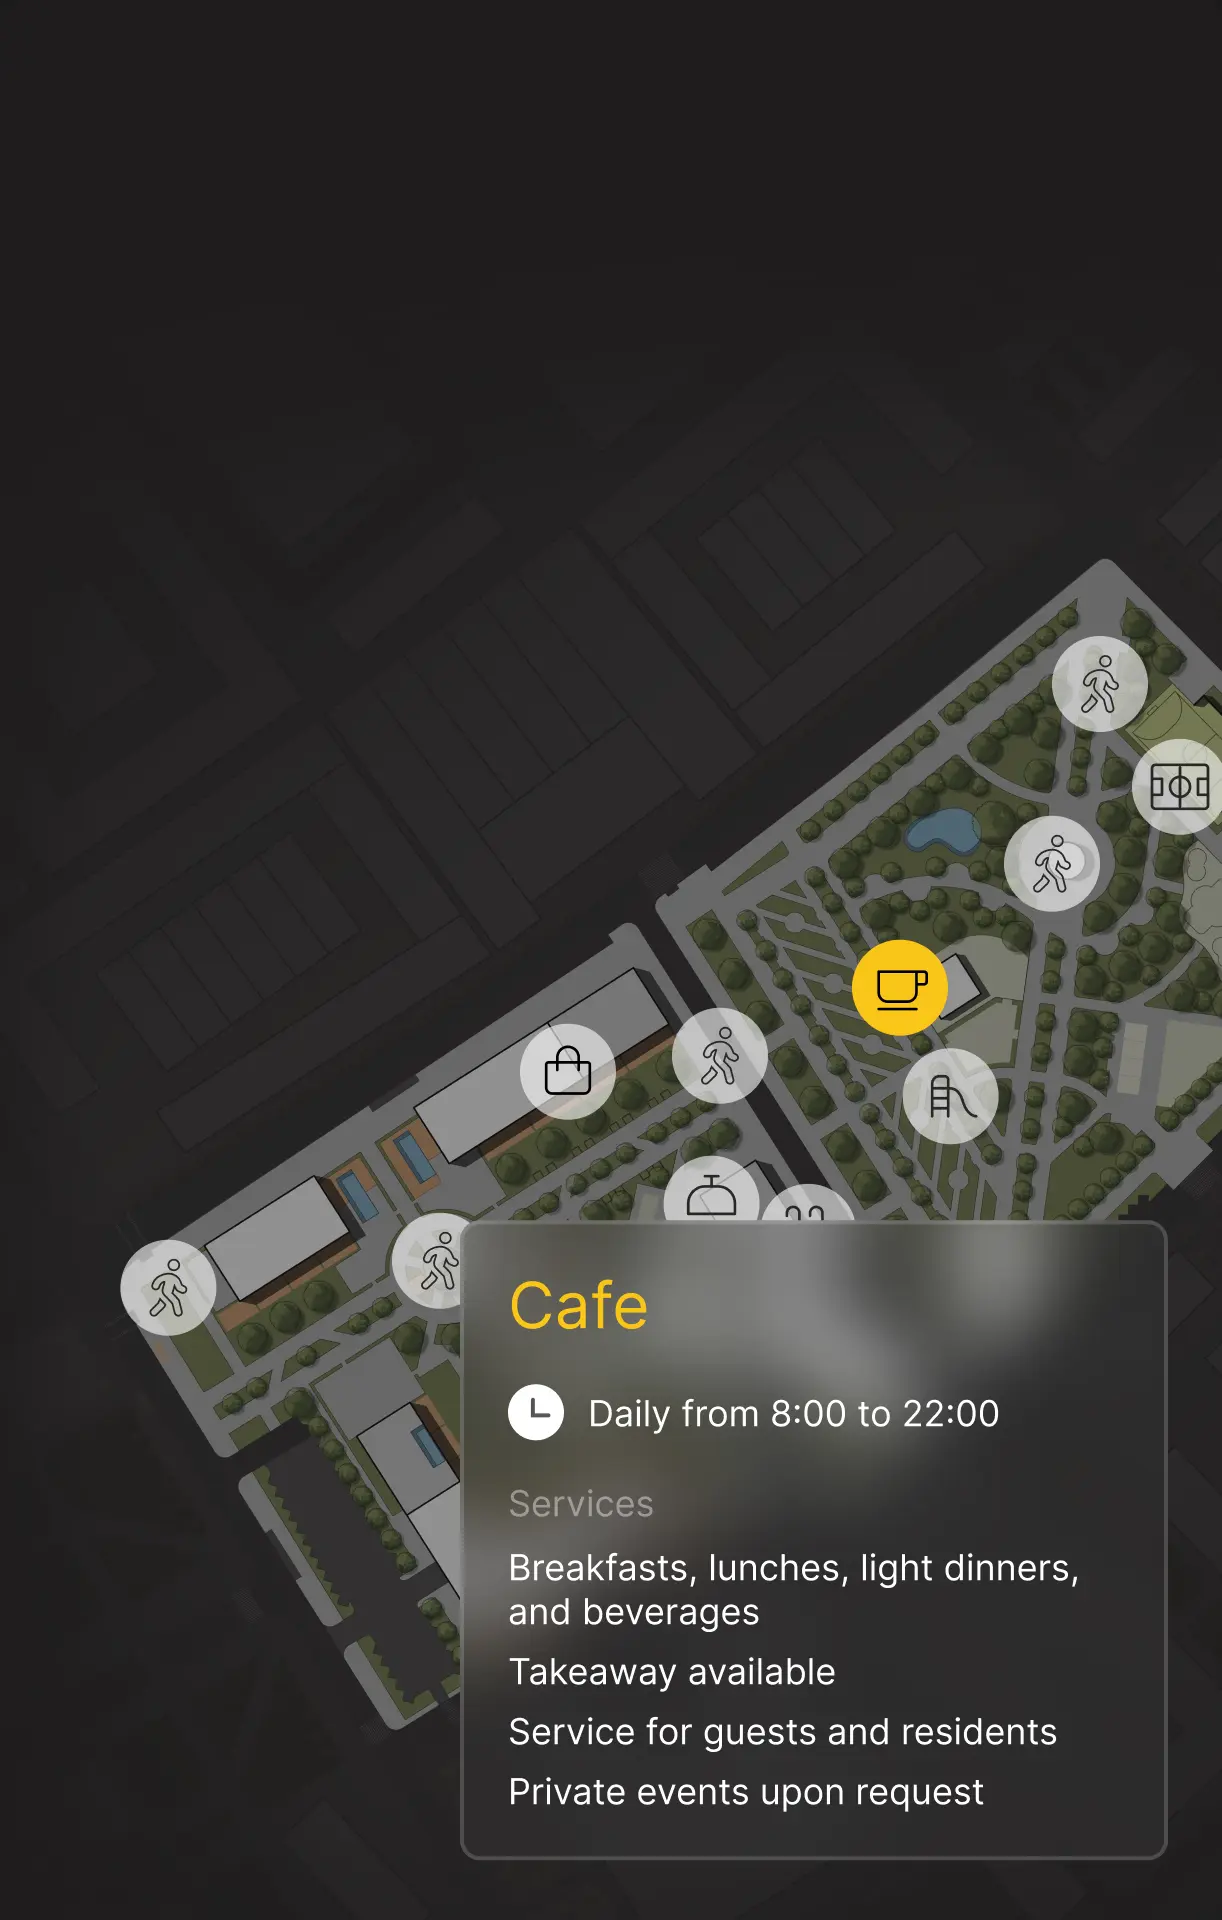 Cafe
Daily from 8:00 to 22:00
Services
Breakfasts, lunches, light dinners,
and beverages
Takeaway available
Service for guests and residents
Private events upon request